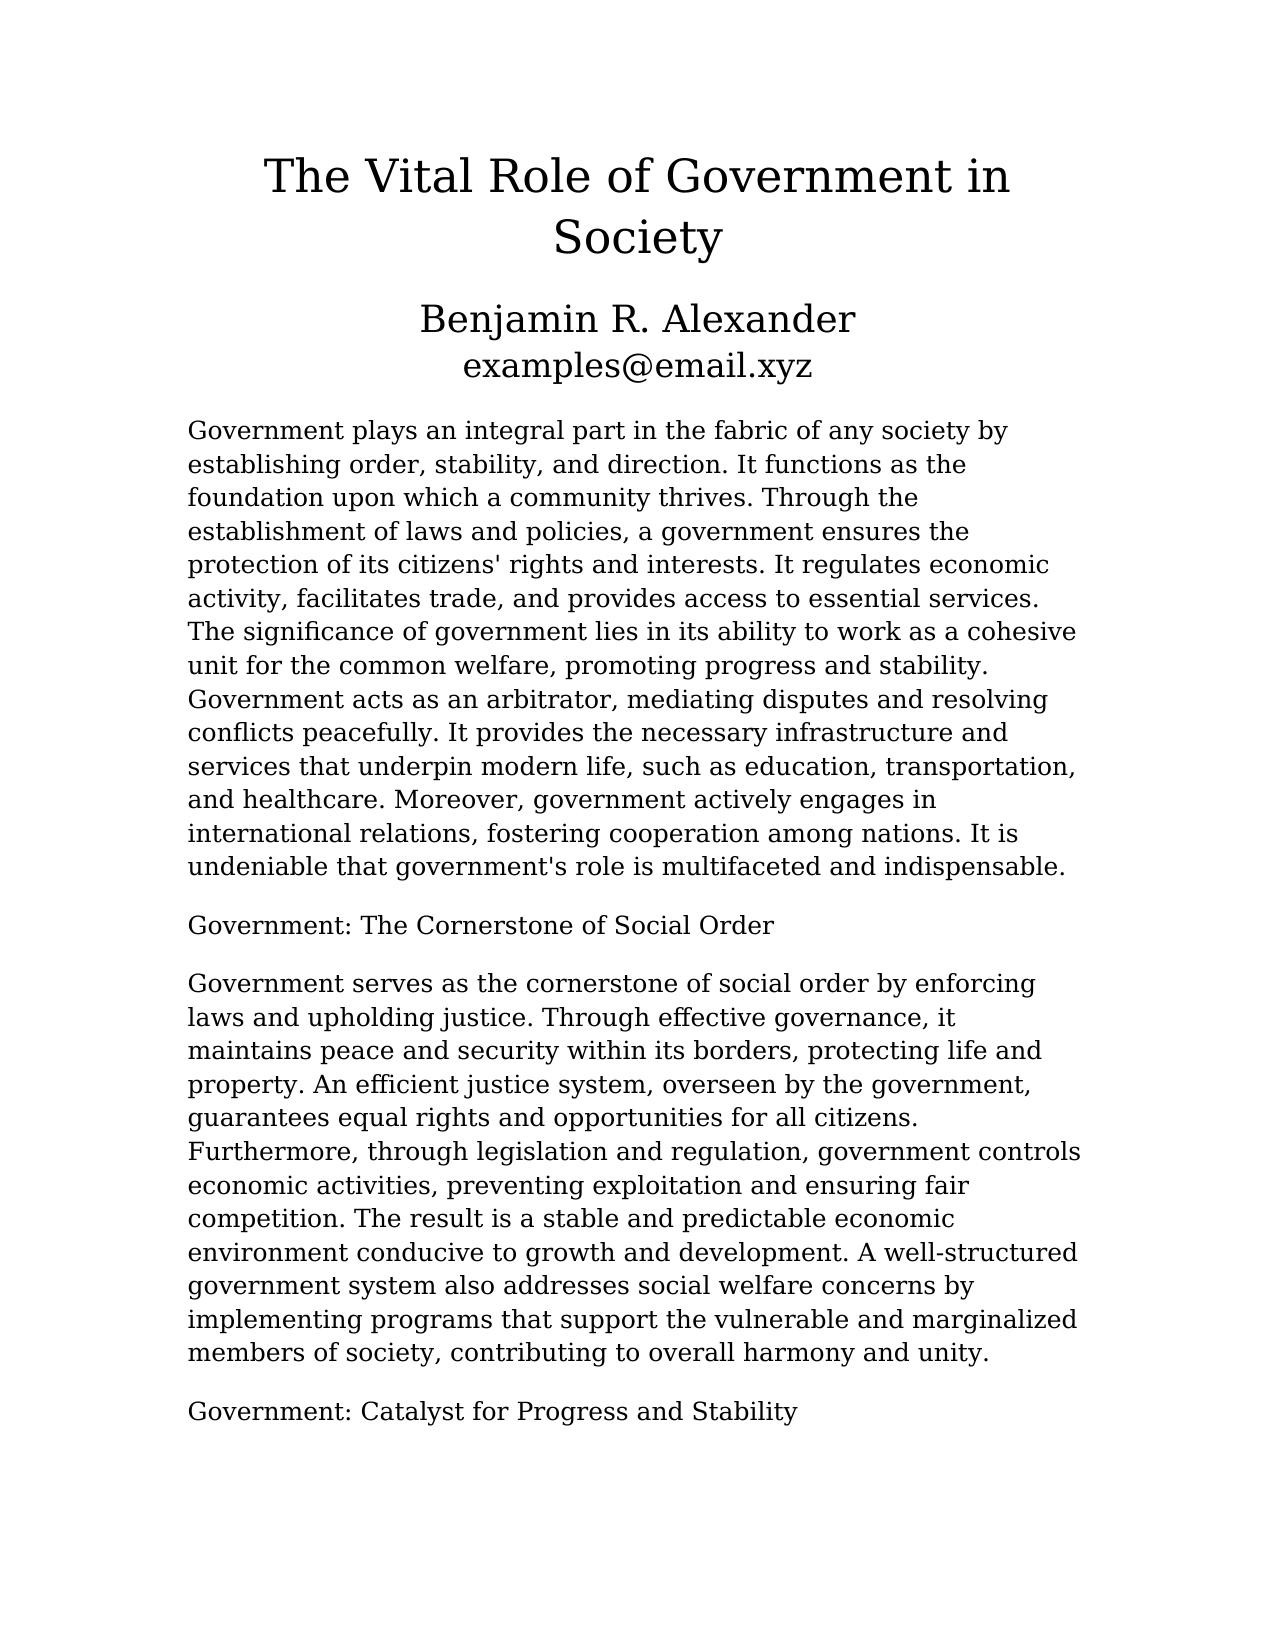 The Vital Role of Government in
Society
Benjamin R. Alexander
examples@email.xyz
Government plays an integral part in the fabric of any society by
establishing order, stability, and direction. It functions as the
foundation upon which a community thrives. Through the
establishment of laws and policies, a government ensures the
protection of its citizens' rights and interests. It regulates economic
activity, facilitates trade, and provides access to essential services.
The significance of government lies in its ability to work as a cohesive
unit for the common welfare, promoting progress and stability.
Government acts as an arbitrator, mediating disputes and resolving
conflicts peacefully. It provides the necessary infrastructure and
services that underpin modern life, such as education, transportation,
and healthcare. Moreover, government actively engages in
international relations, fostering cooperation among nations. It is
undeniable that government's role is multifaceted and indispensable.
Government: The Cornerstone of Social Order
Government serves as the cornerstone of social order by enforcing
laws and upholding justice. Through effective governance, it
maintains peace and security within its borders, protecting life and
property. An efficient justice system, overseen by the government,
guarantees equal rights and opportunities for all citizens.
Furthermore, through legislation and regulation, government controls
economic activities, preventing exploitation and ensuring fair
competition. The result is a stable and predictable economic
environment conducive to growth and development. A well-structured
government system also addresses social welfare concerns by
implementing programs that support the vulnerable and marginalized
members of society, contributing to overall harmony and unity.
Government: Catalyst for Progress and Stability